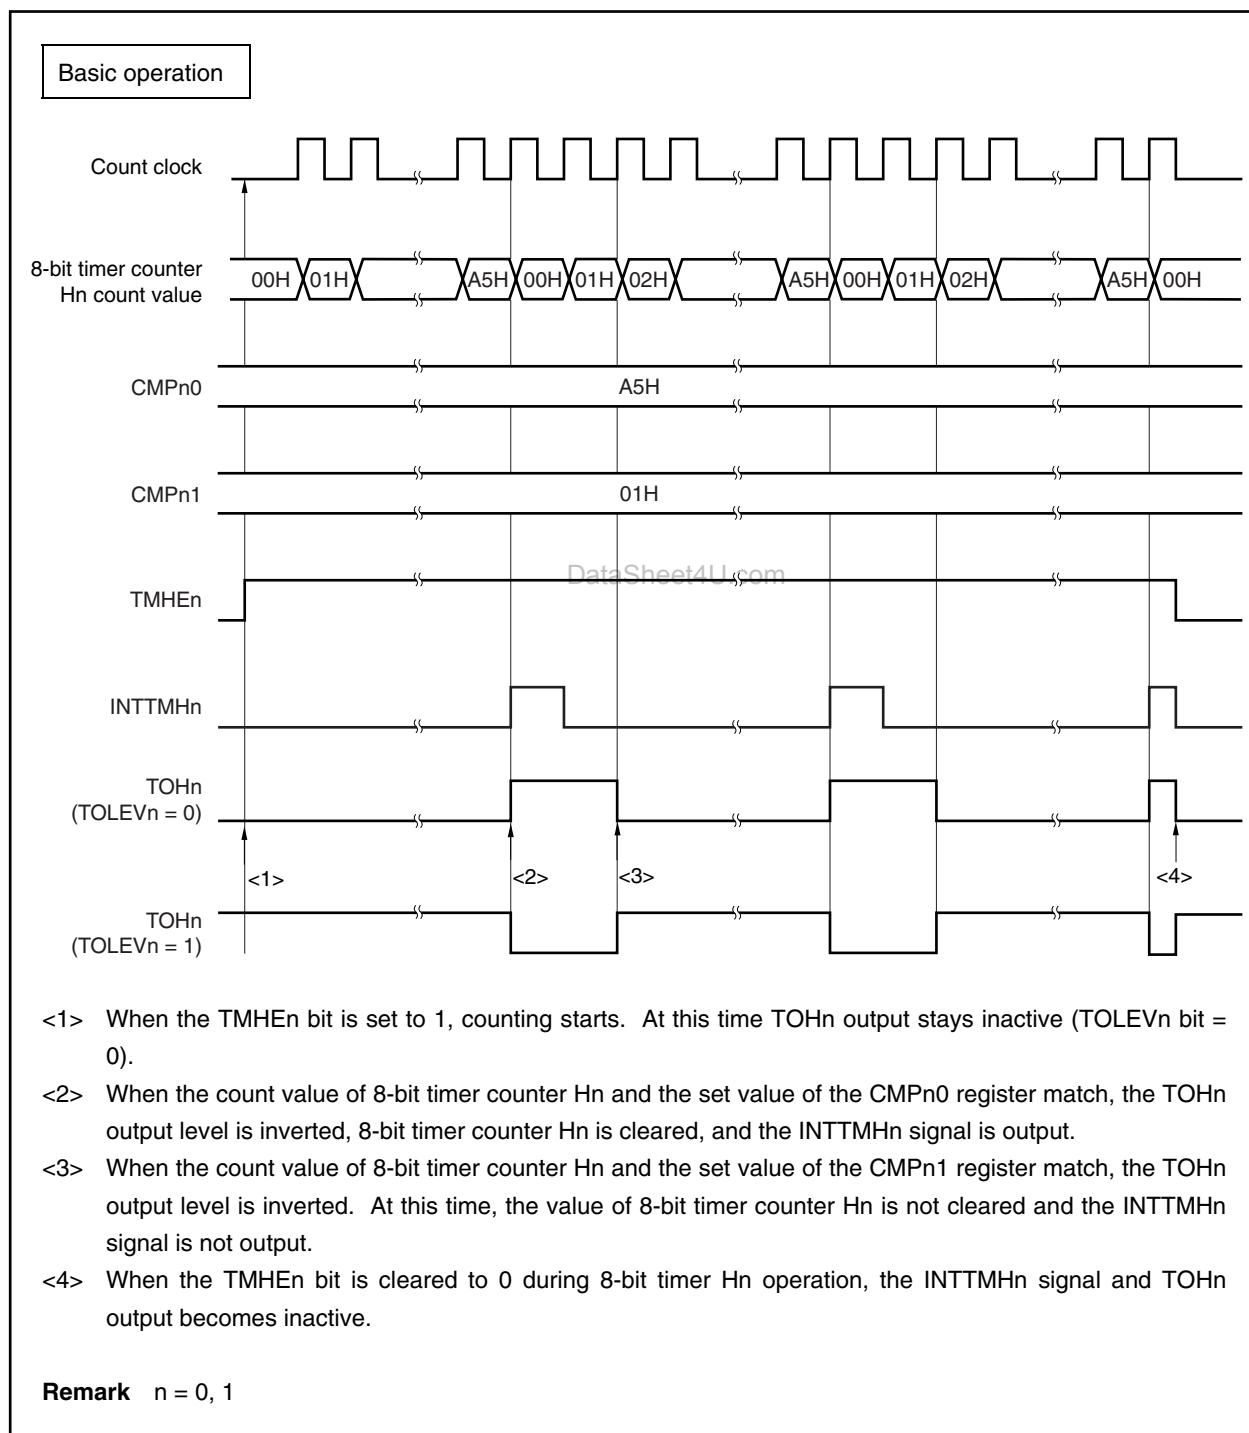 Basic operation
Count clock
8-bit timer counter
Hn count value
00H 01H A5H 00H 01H 02H A5H 00H 01H 02H A5H 00H
CMPn0
A5H
CMPn1
01H
DataSheet4U.com
TMHEn
INTTMHn
TOHn
(TOLEVn = 0)
<1> <2> <3> <4>
TOHn
(TOLEVn = 1)
<1> When the TMHEn bit is set to 1, counting starts. At this time TOHn output stays inactive (TOLEVn bit =
0).
<2> When the count value of 8-bit timer counter Hn and the set value of the CMPn0 register match, the TOHn
output level is inverted, 8-bit timer counter Hn is cleared, and the INTTMHn signal is output.
<3> When the count value of 8-bit timer counter Hn and the set value of the CMPn1 register match, the TOHn
output level is inverted. At this time, the value of 8-bit timer counter Hn is not cleared and the INTTMHn
signal is not output.
<4> When the TMHEn bit is cleared to 0 during 8-bit timer Hn operation, the INTTMHn signal and TOHn
output becomes inactive.
Remark n = 0, 1